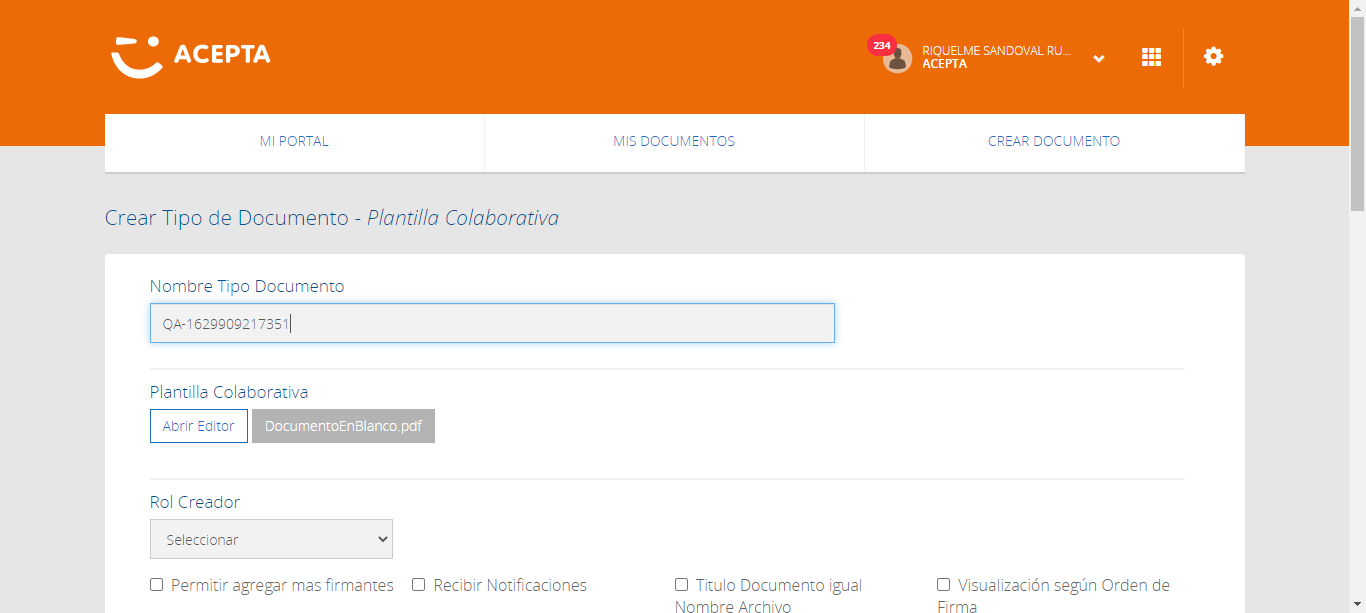 ACEPTA
234
RIQUELME SANDOVAL RU...
ACEPTA
MI PORTAL
MIS DOCUMENTOS
CREAR DOCUMENTO
Crear Tipo de Documento - Plantilla Colaborativa
Nombre Tipo Documento
QA-1629909217351
Plantilla Colaborativa
Abrir Editor
DocumentoEnBlanco.pdf
Rol Creador
Seleccionar
Permitir agregar mas firmantes
Recibir Notificaciones
Titulo Documento igual
Nombre Archivo
Visualización según Orden de
Firma